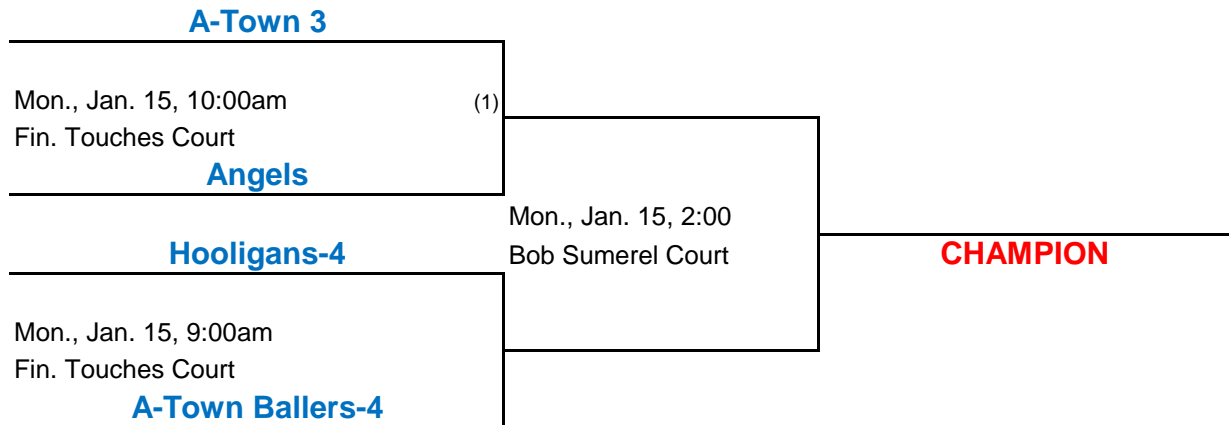 A-Town 3
Mon., Jan. 15, 10:00am (1)
Fin. Touches Court
Angels
Mon., Jan. 15, 2:00
Bob Sumerel Court
CHAMPION
Hooligans-4
Mon., Jan. 15, 9:00am
Fin. Touches Court
A-Town Ballers-4